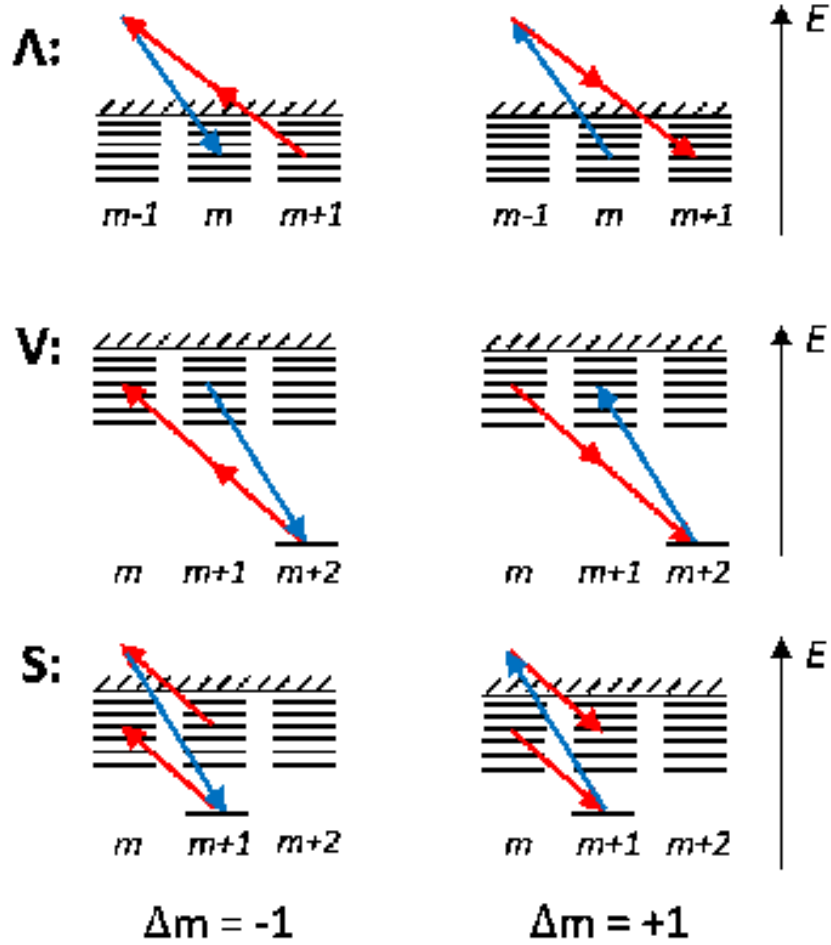 Λ: E E
m-1 m m+1 m-1 m m+1
V: E E
m m+1 m+2 m m+1 m+2
S: E
m m+1 m+2 m m+1 m+2
Δm = -1 Δm = +1